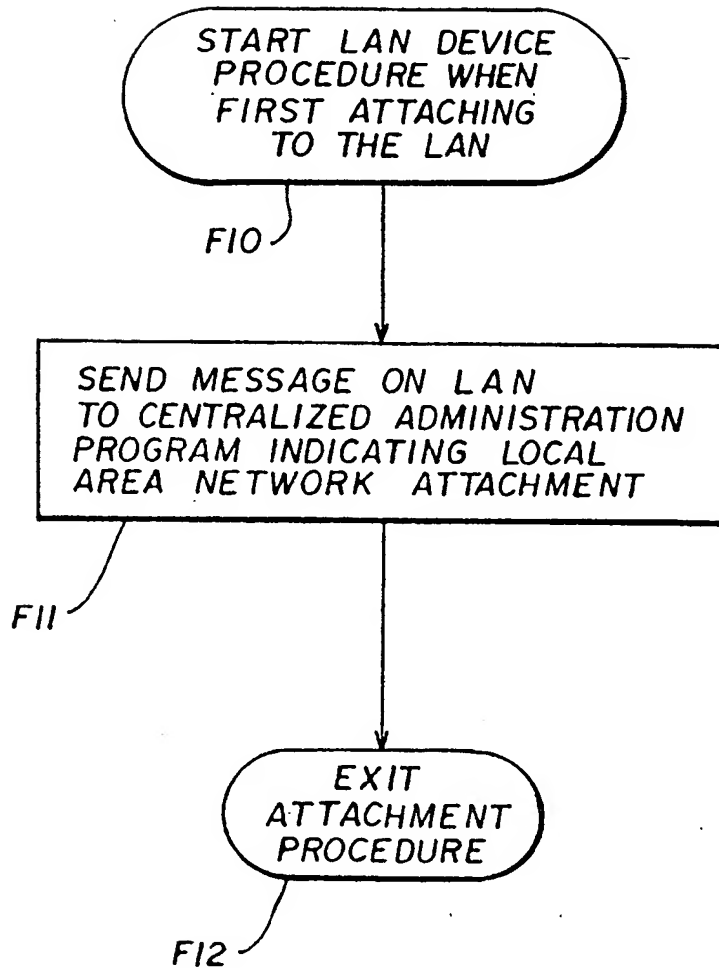 START LAN DEVICE
PROCEDURE WHEN
FIRST ATTACHING
TO THE LAN
F10
SEND MESSAGE ON LAN
TO CENTRALIZED ADMINISTRATION
PROGRAM INDICATING LOCAL
AREA NETWORK ATTACHMENT
F11
EXIT
ATTACHMENT
PROCEDURE
F12